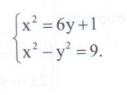 x² = 6y + 1
x² − y² = 9.